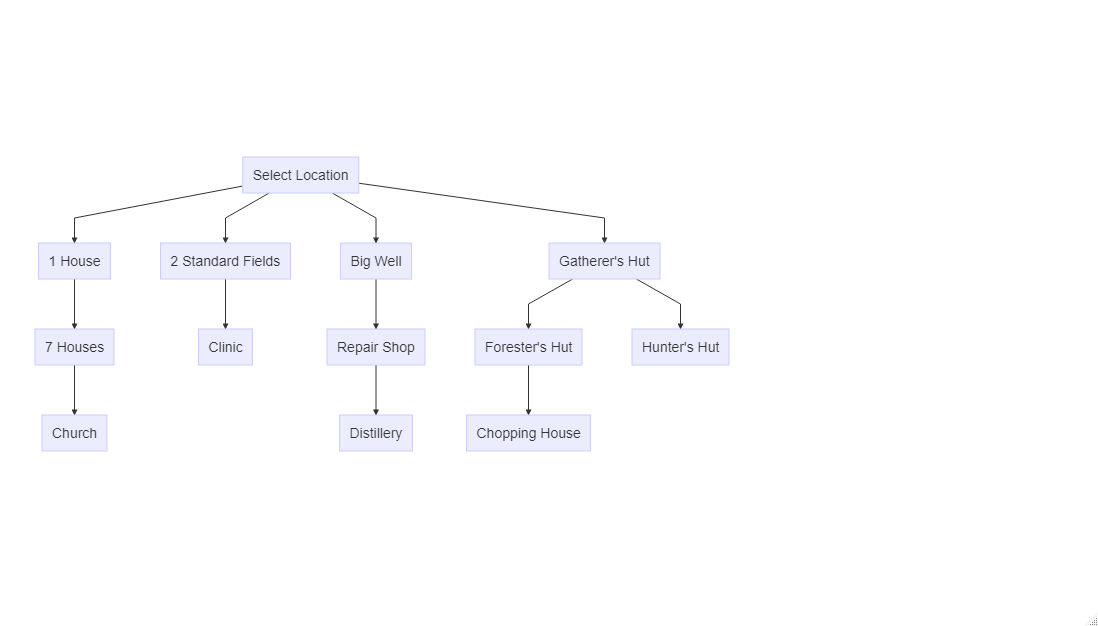 Select Location
1 House
2 Standard Fields
Big Well
Gatherer's Hut
7 Houses
Clinic
Repair Shop
Forester's Hut
Hunter's Hut
Church
Distillery
Chopping House